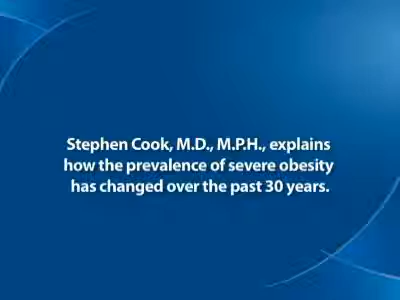 Stephen Cook, M.D., M.P.H., explains
how the prevalence of severe obesity
has changed over the past 30 years.